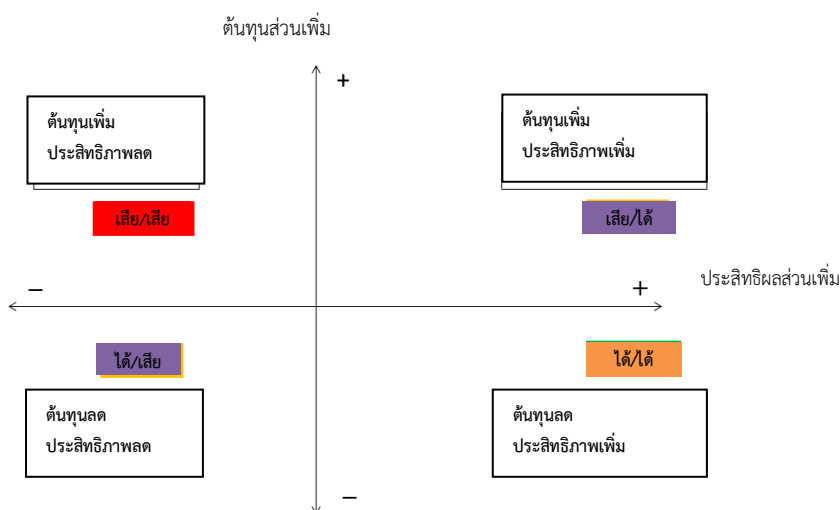 ต้นทุนส่วนเพิ่ม
+
ต้นทุนเพิ่ม
ประสิทธิภาพลด
ต้นทุนเพิ่ม
ประสิทธิภาพเพิ่ม
เสีย/เสีย
เสีย/ได้
−
+
ประสิทธิผลส่วนเพิ่ม
ได้/เสีย
ได้/ได้
ต้นทุนลด
ประสิทธิภาพลด
ต้นทุนลด
ประสิทธิภาพเพิ่ม
−